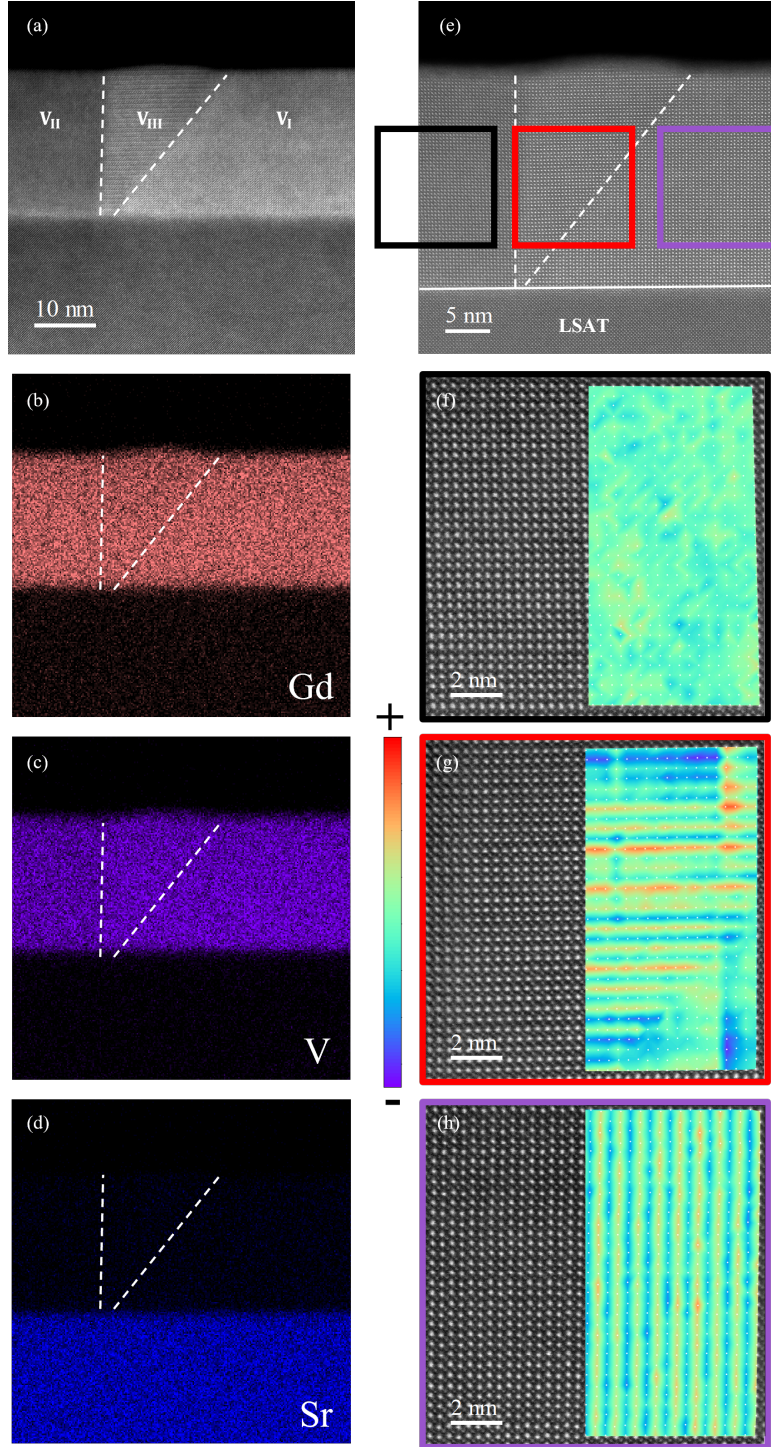 (a)
V_II
V_III
V_I
10 nm
(b)
Gd
(c)
V
(d)
Sr
(e)
5 nm
LSAT
(f)
2 nm
+
-
(g)
2 nm
(h)
2 nm